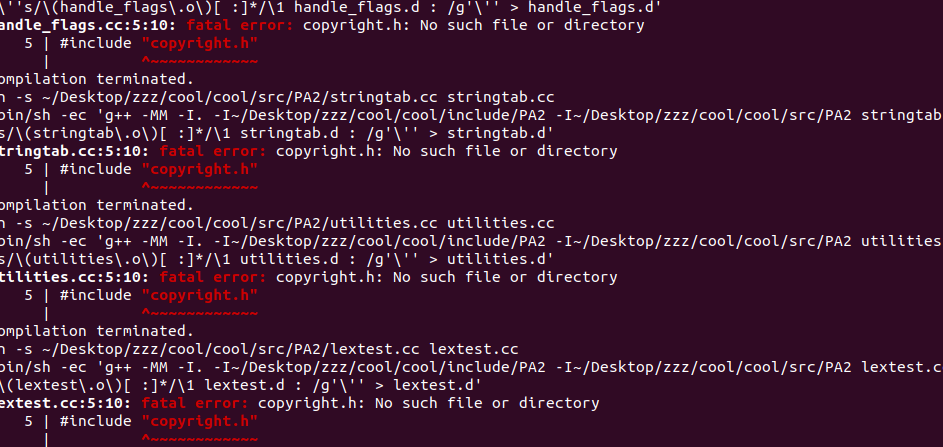 \''s/\(handle_flags\.o\)[ :]*/\1 handle_flags.d : /g'\'' > handle_flags.d'
andle_flags.cc:5:10: fatal error: copyright.h: No such file or directory
5 | #include "copyright.h"
| ^~~~~~~~~~~~~
ompilation terminated.
n -s ~/Desktop/zzz/cool/cool/src/PA2/stringtab.cc stringtab.cc
bin/sh -ec 'g++ -MM -I. -I~/Desktop/zzz/cool/cool/include/PA2 -I~/Desktop/zzz/cool/cool/src/PA2 stringtab
s/\(stringtab\.o\)[ :]*/\1 stringtab.d : /g'\'' > stringtab.d'
tringtab.cc:5:10: fatal error: copyright.h: No such file or directory
5 | #include "copyright.h"
| ^~~~~~~~~~~~~
ompilation terminated.
n -s ~/Desktop/zzz/cool/cool/src/PA2/utilities.cc utilities.cc
bin/sh -ec 'g++ -MM -I. -I~/Desktop/zzz/cool/cool/include/PA2 -I~/Desktop/zzz/cool/cool/src/PA2 utilities
s/\(utilities\.o\)[ :]*/\1 utilities.d : /g'\'' > utilities.d'
tilities.cc:5:10: fatal error: copyright.h: No such file or directory
5 | #include "copyright.h"
| ^~~~~~~~~~~~~
ompilation terminated.
n -s ~/Desktop/zzz/cool/cool/src/PA2/lextest.cc lextest.cc
bin/sh -ec 'g++ -MM -I. -I~/Desktop/zzz/cool/cool/include/PA2 -I~/Desktop/zzz/cool/cool/src/PA2 lextest.c
\(lextest\.o\)[ :]*/\1 lextest.d : /g'\'' > lextest.d'
extest.cc:5:10: fatal error: copyright.h: No such file or directory
5 | #include "copyright.h"
| ^~~~~~~~~~~~~